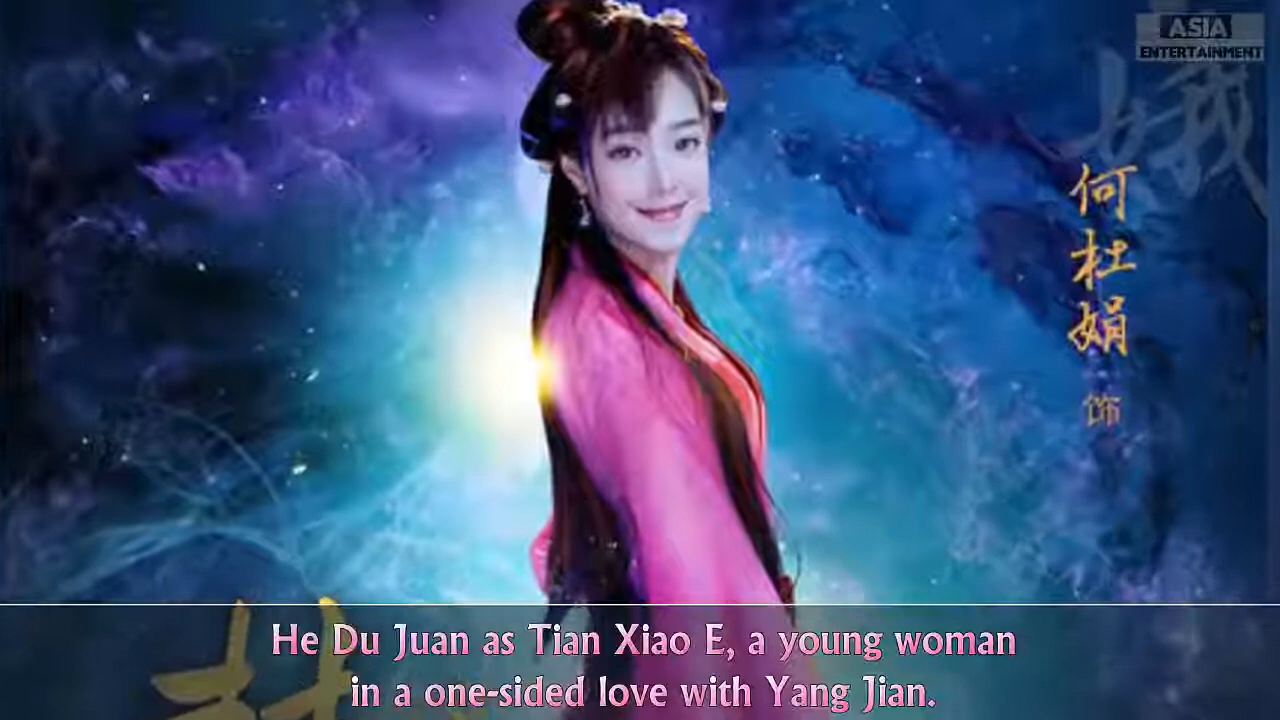 ASIA
ENTERTAINMENT
娥
何杜娟
饰
He Du Juan as Tian Xiao E, a young woman
in a one-sided love with Yang Jian.